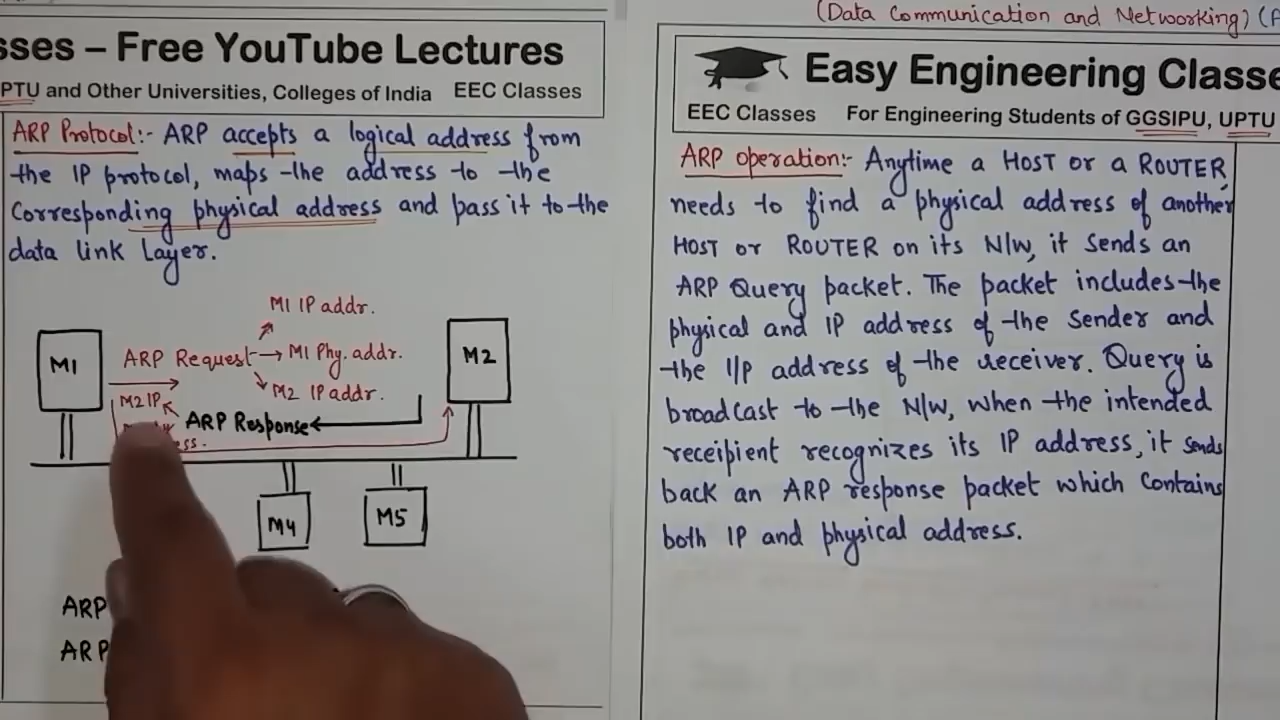 sses – Free YouTube Lectures
PTU and Other Universities, Colleges of India EEC Classes
ARP Protocol:- ARP accepts a logical address from
the IP protocol, maps the address to the
Corresponding physical address and pass it to the
data link Layer.
M1 IP addr.
M1
ARP Request → M1 Phy. addr.
M2
M2 IP addr.
M2 IP
ARP Response
ss.
M4
M5
ARP
ARP
(Data Communication and Networking)
Easy Engineering Classe
EEC Classes For Engineering Students of GGSIPU, UPTU
ARP operation:- Anytime a HOST or a ROUTER
needs to find a physical address of another
HOST or ROUTER on its N/W, it sends an
ARP Query packet. The packet includes the
physical and IP address of the sender and
the I/P address of the receiver. Query is
broadcast to the N/W, when the intended
receipient recognizes its IP address, it sends
back an ARP response packet which contains
both IP and physical address.